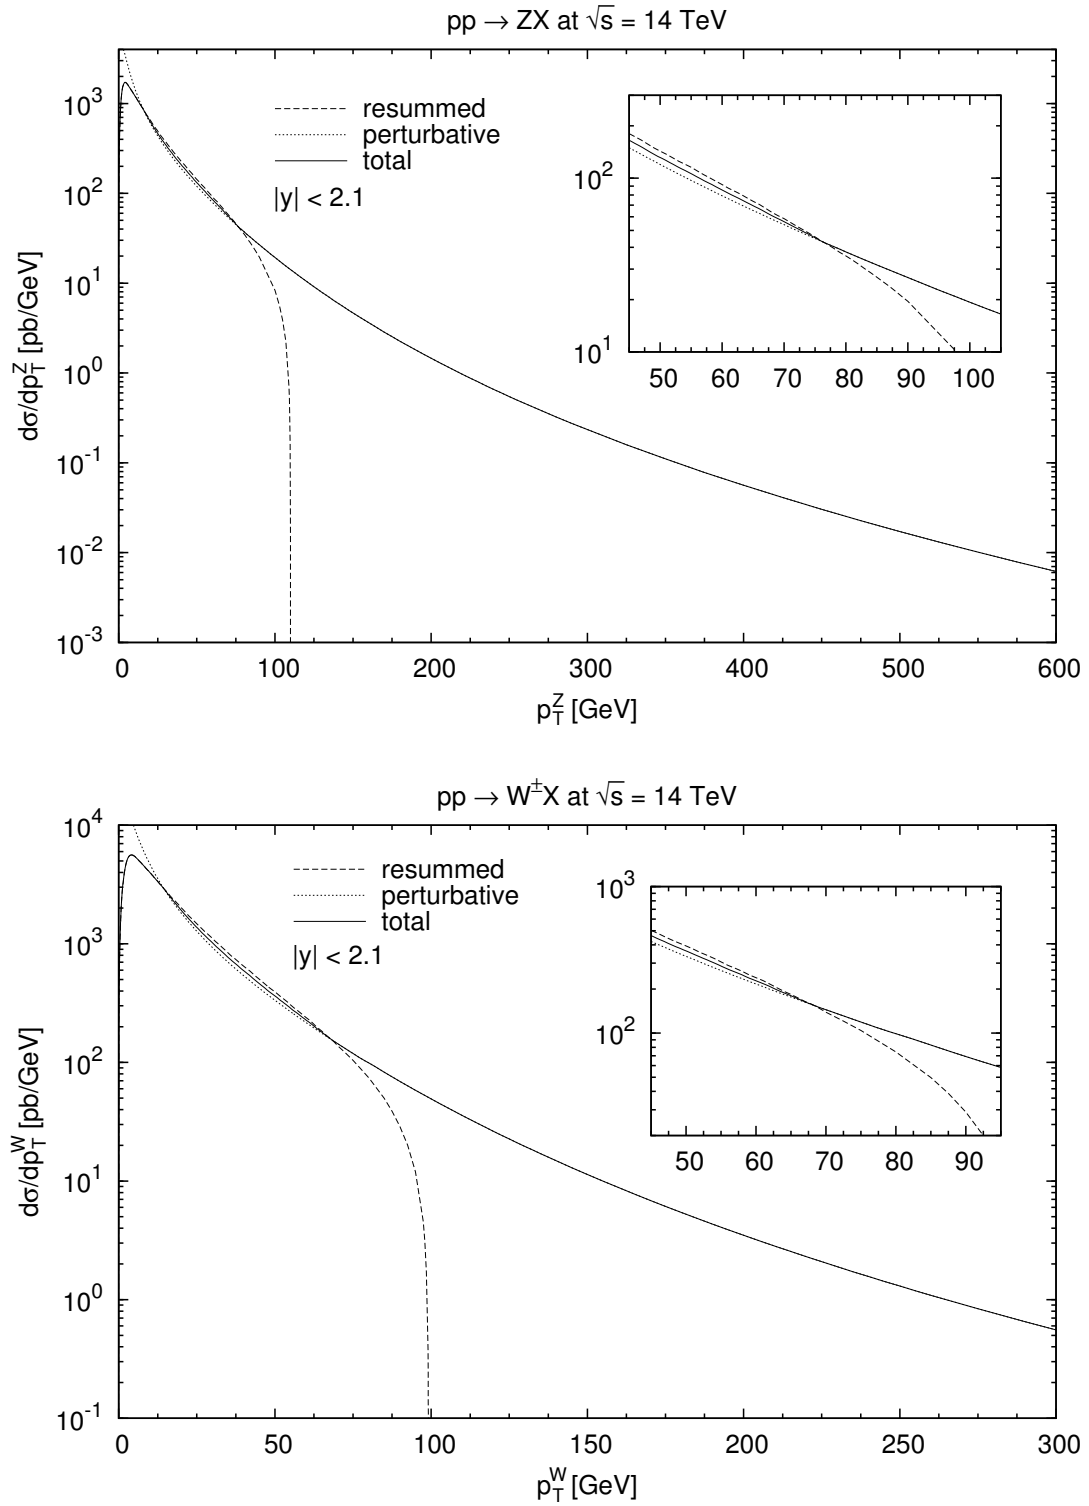 pp → ZX at √s = 14 TeV
resummed
perturbative
total
|y| < 2.1
dσ/dp_T^Z [pb/GeV]
10^3
10^2
10^1
10^0
10^-1
10^-2
10^-3
0 100 200 300 400 500 600
p_T^Z [GeV]
10^2
10^1
50 60 70 80 90 100
pp → W^±X at √s = 14 TeV
resummed
perturbative
total
|y| < 2.1
dσ/dp_T^W [pb/GeV]
10^4
10^3
10^2
10^1
10^0
10^-1
0 50 100 150 200 250 300
p_T^W [GeV]
10^3
10^2
50 60 70 80 90